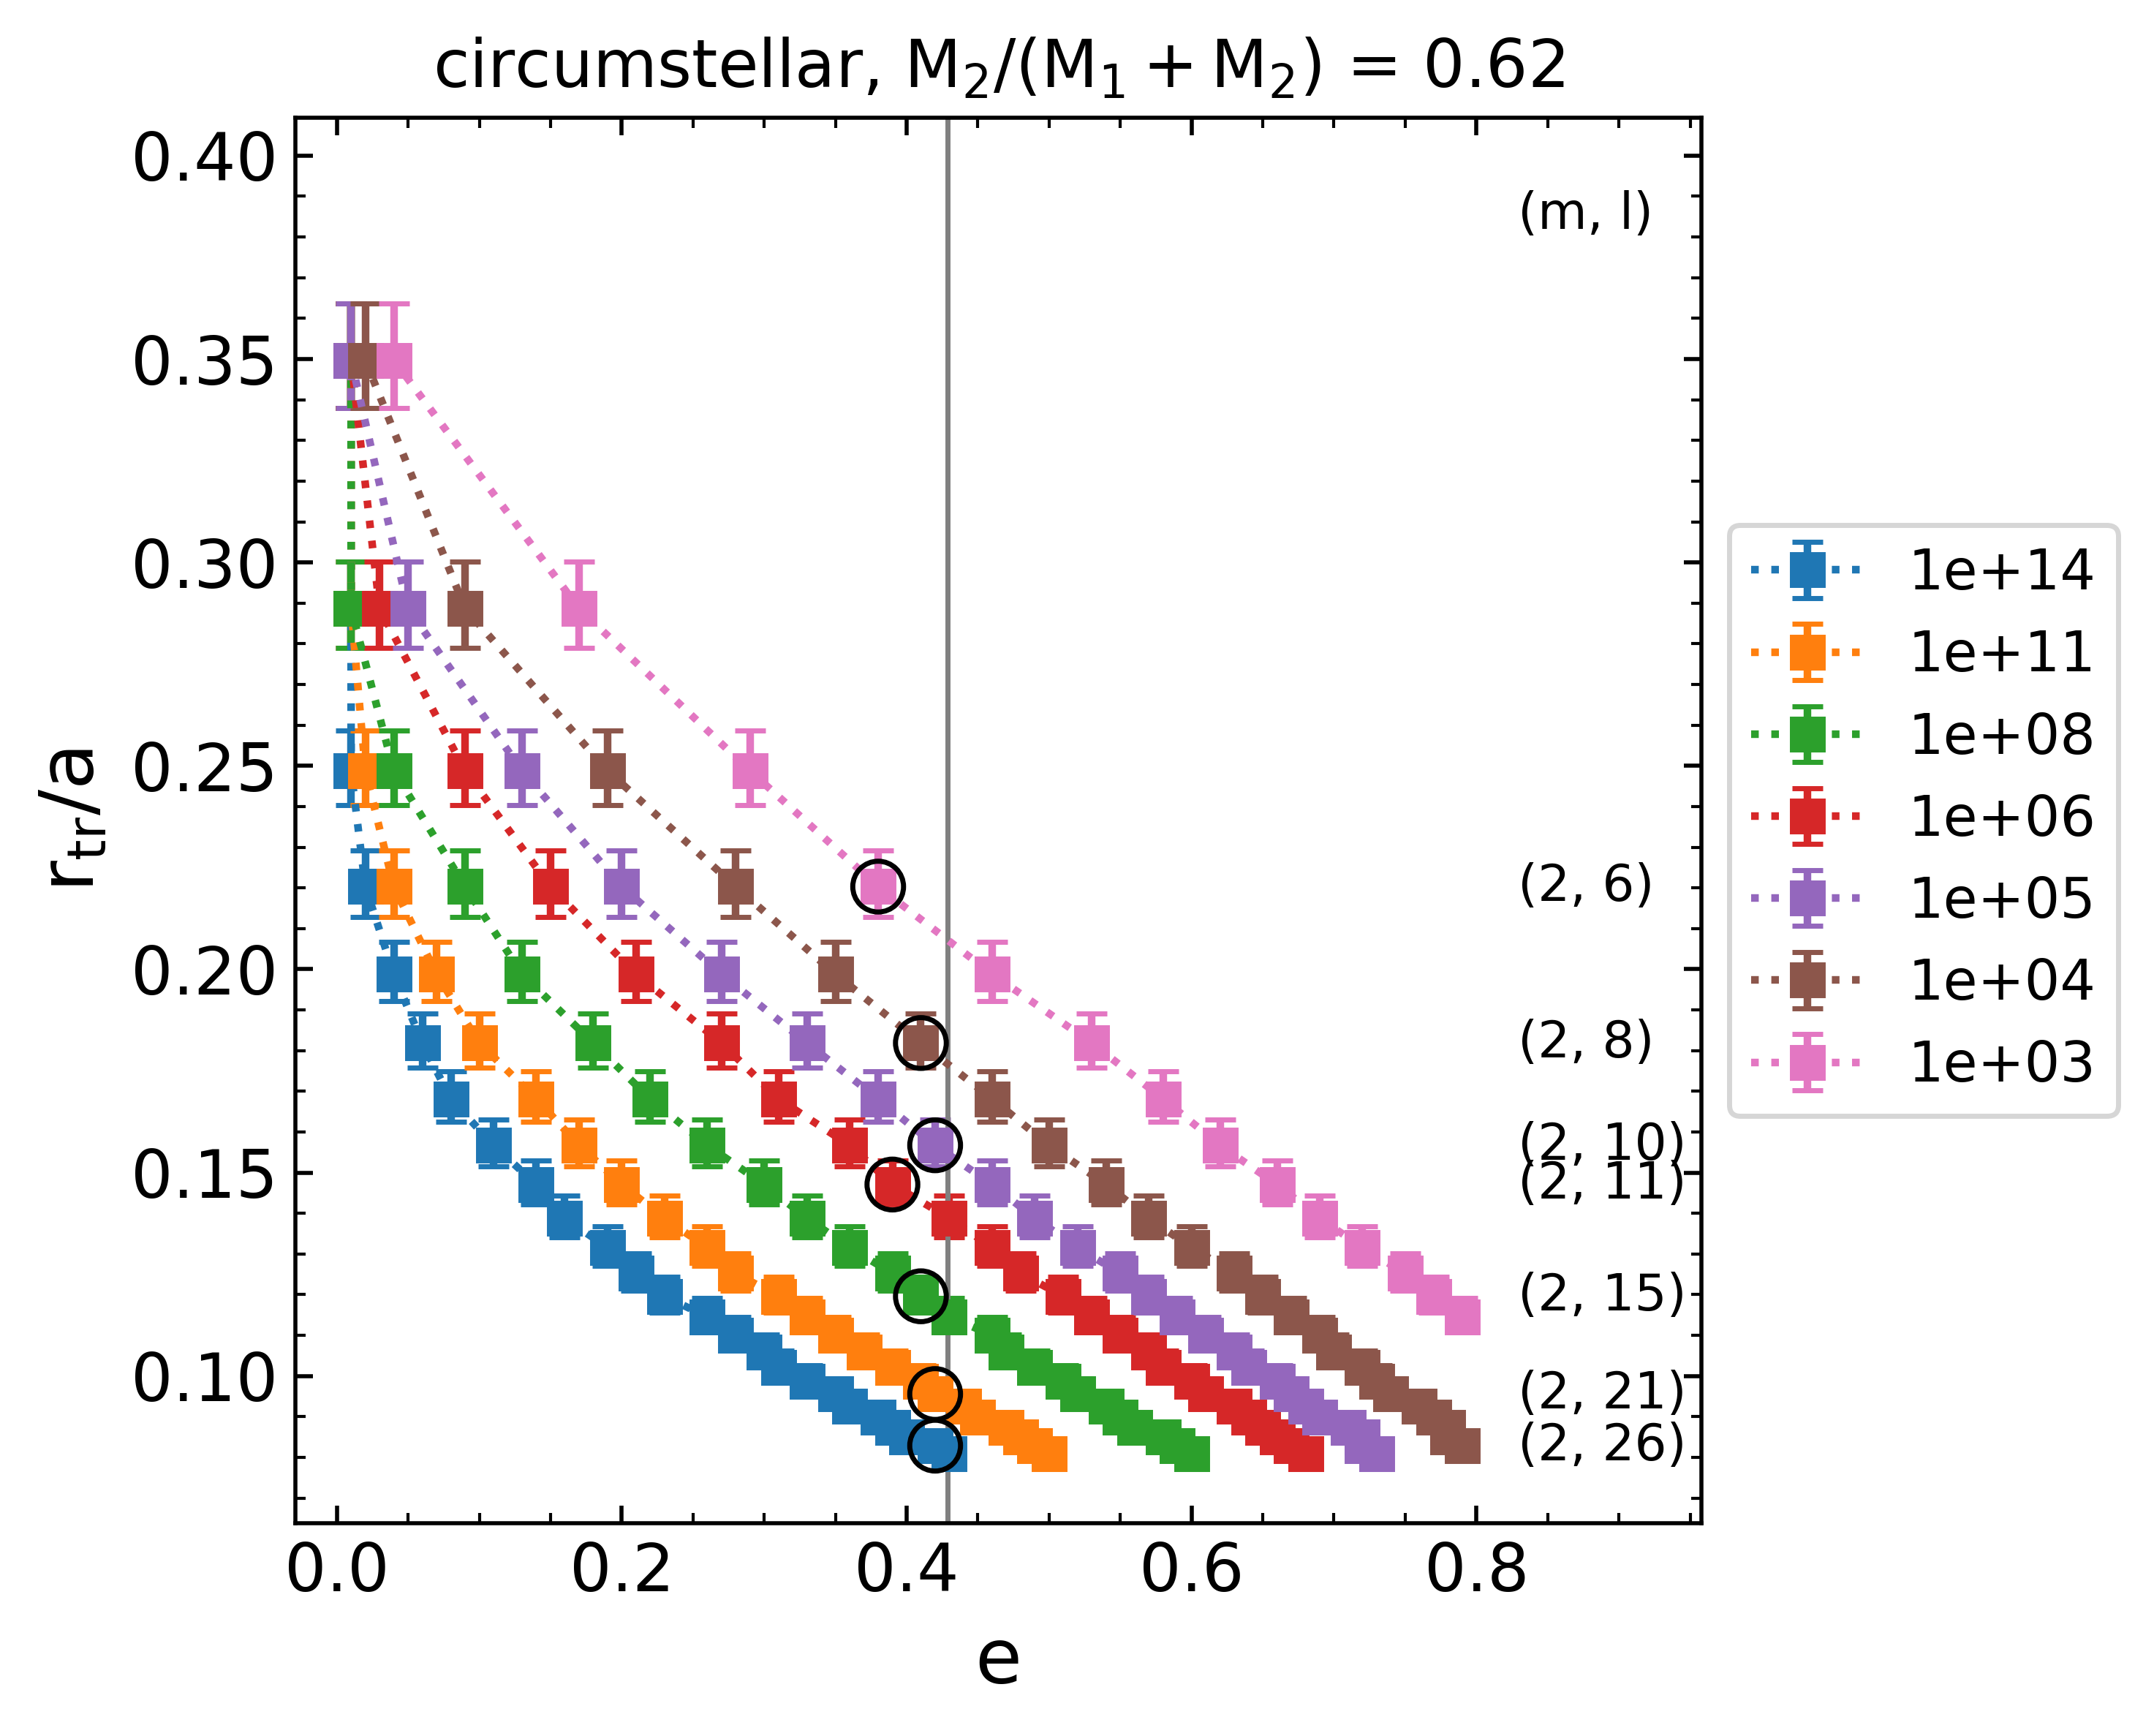 circumstellar, M₂/(M₁ + M₂) = 0.62
r_tr/a
0.40
0.35
0.30
0.25
0.20
0.15
0.10
(m, l)
(2, 6)
(2, 8)
(2, 10)
(2, 11)
(2, 15)
(2, 21)
(2, 26)
1e+14
1e+11
1e+08
1e+06
1e+05
1e+04
1e+03
0.0 0.2 0.4 0.6 0.8
e